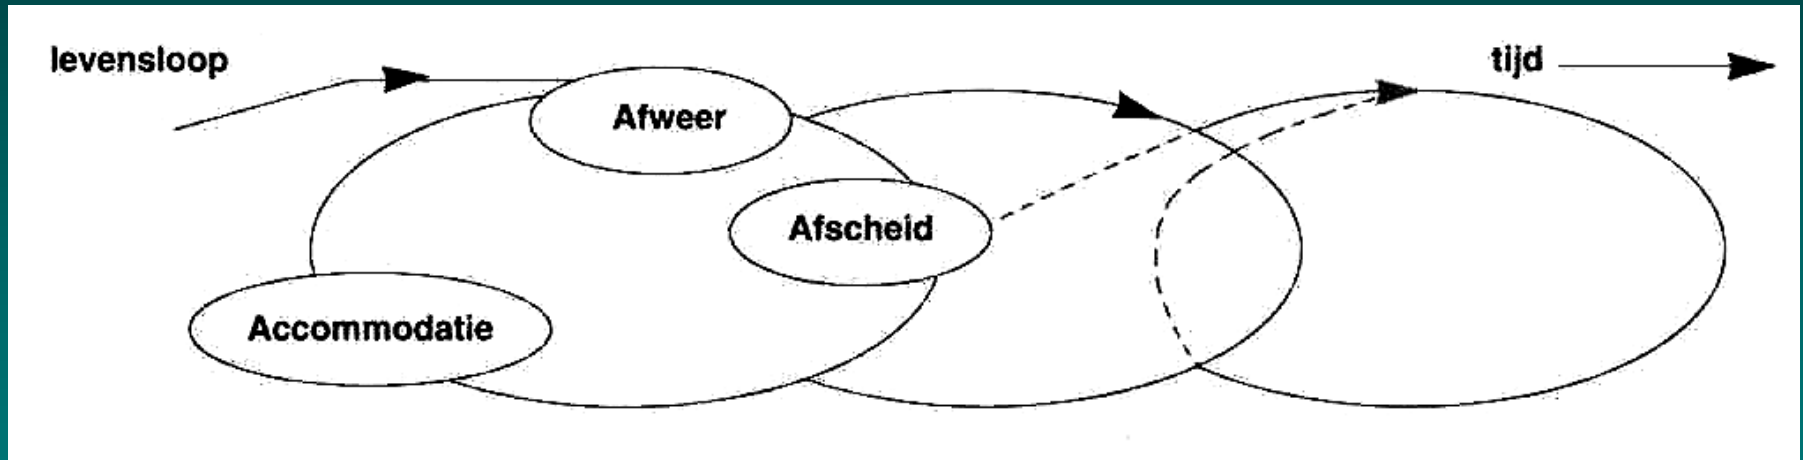 levensloop
tijd
Afweer
Afscheid
Accommodatie